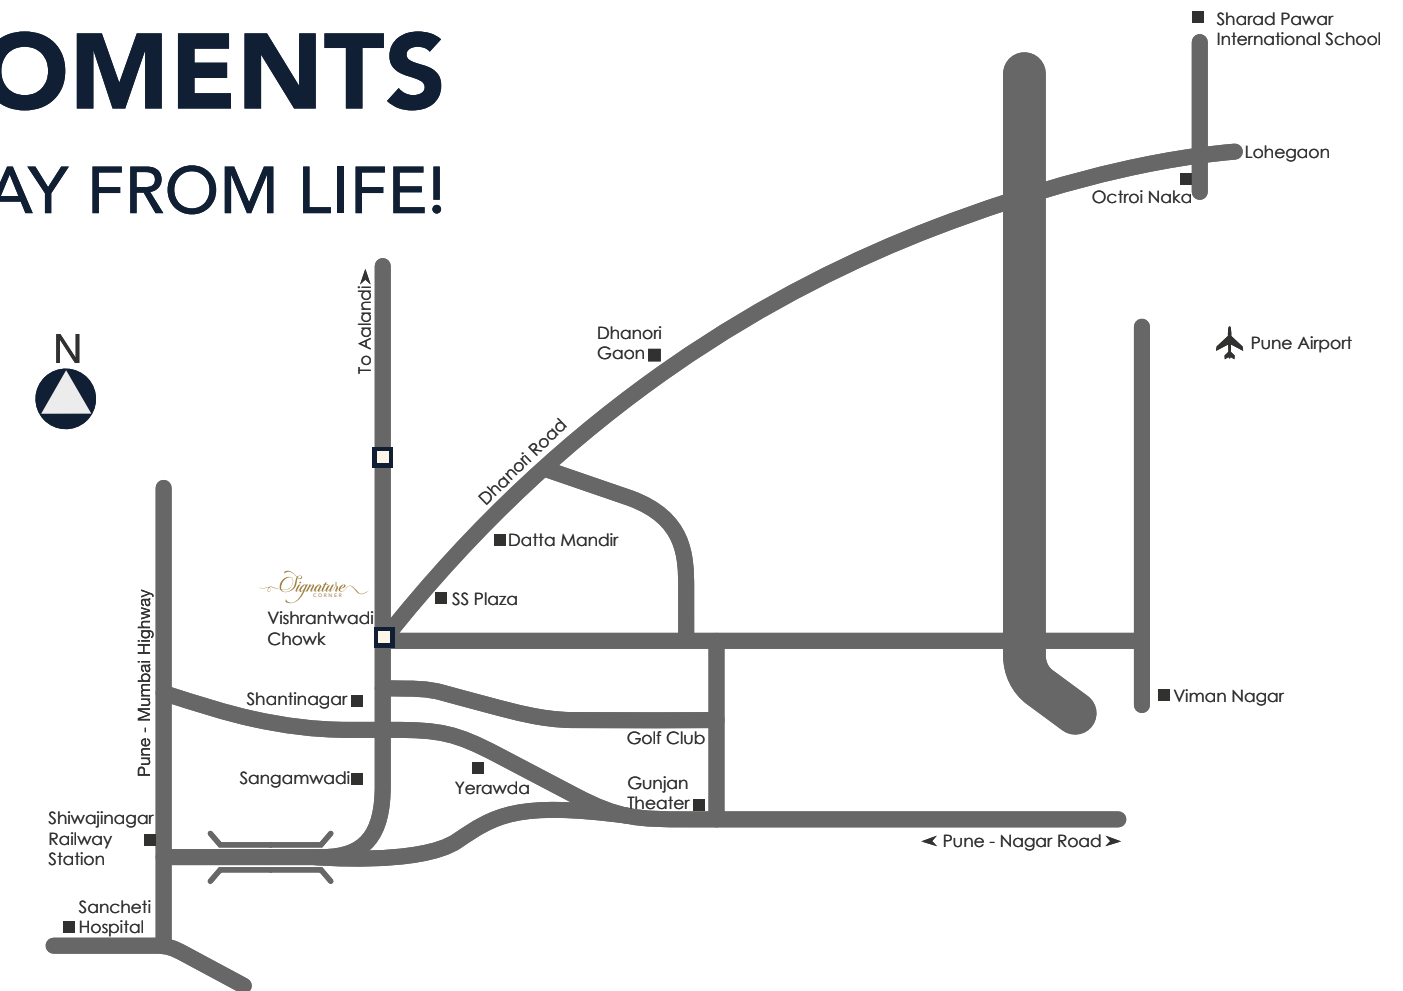 OMENTS
AY FROM LIFE!
Sharad Pawar
International School
Lohegaon
Octroi Naka
To Aalandi
N
Dhanori
Gaon
Pune Airport
Dhanori Road
Datta Mandir
Signature
CORNER
SS Plaza
Vishrantwadi
Chowk
Pune - Mumbai Highway
Shantinagar
Viman Nagar
Golf Club
Sangamwadi
Yerawda
Gunjan
Theater
Shiwajinagar
Railway
Station
Pune - Nagar Road
Sancheti
Hospital